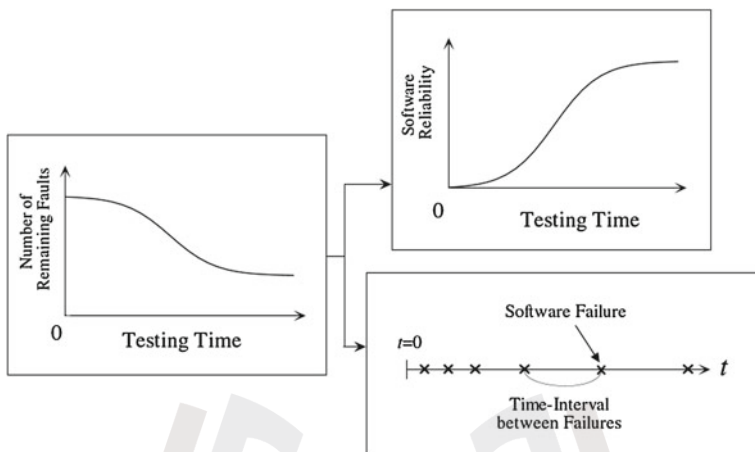 Number of
Remaining Faults
0
Testing Time
Software
Reliability
0
Testing Time
Software Failure
t=0
t
Time-Interval
between Failures